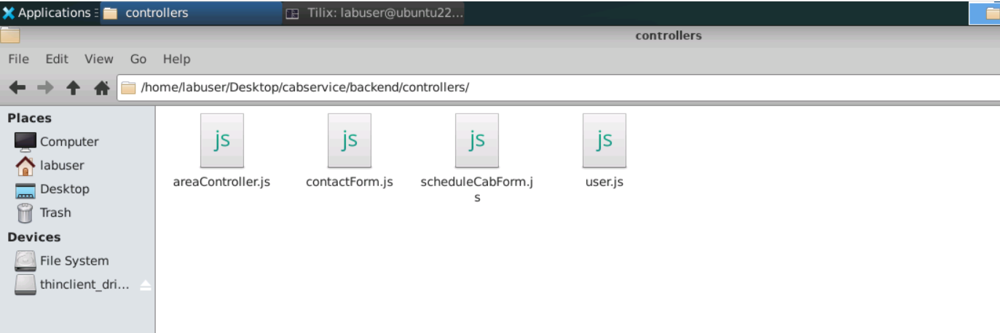 Applications
controllers
Tilix: labuser@ubuntu22...
controllers
File Edit View Go Help
/home/labuser/Desktop/cabservice/backend/controllers/
Places
Computer
labuser
Desktop
Trash
Devices
File System
thinclient_dri...
js
js
js
js
areaController.js
contactForm.js
scheduleCabForm.j
s
user.js